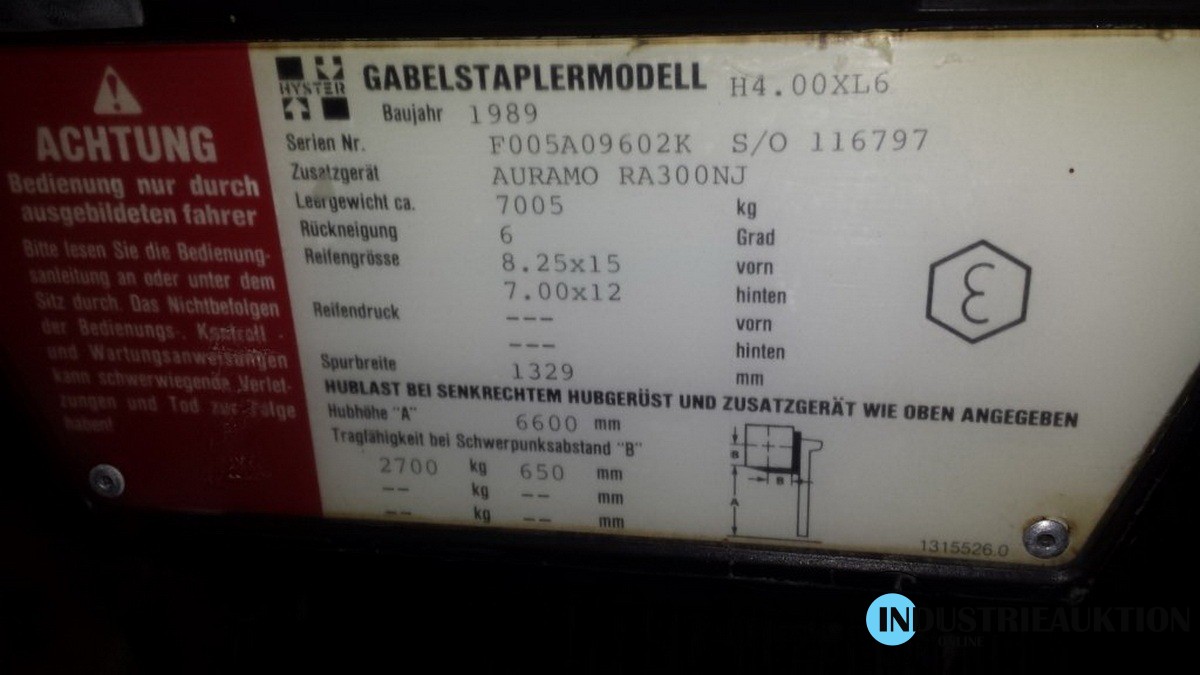 ACHTUNG
Bedienung nur durch
ausgebildeten fahrer
Bitte lesen Sie die Bedienung-
sanleitung an oder unter dem
Sitz durch. Das Nichtbefolgen
der Bedienungs-, Kontroll-
und Wartungsanweisungen
kann schwerwiegende Verlet-
zungen und Tod zur Folge
haben!
HYSTER
GABELSTAPLERMODELL H4.00XL6
Baujahr 1989
Serien Nr. F005A09602K S/O 116797
Zusatzgerät AURAMO RA300NJ
Leergewicht ca. 7005 kg
Rückneigung 6 Grad
Reifengrösse 8.25x15 vorn
7.00x12 hinten
Reifendruck --- vorn
--- hinten
Spurbreite 1329 mm
HUBLAST BEI SENKRECHTEM HUBGERÜST UND ZUSATZGERÄT WIE OBEN ANGEGEBEN
Hubhöhe "A" 6600 mm
Tragfähigkeit bei Schwerpunksabstand "B"
2700 kg 650 mm
-- kg -- mm
-- kg -- mm
B
B
A
1315526.0
INDUSTRIEAUKTION
ONLINE